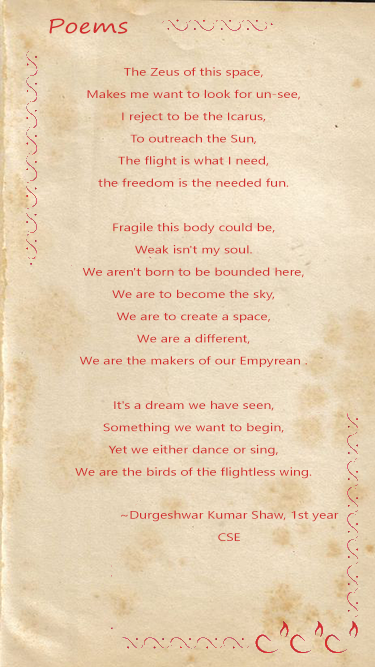 Poems
The Zeus of this space,
Makes me want to look for un-see,
I reject to be the Icarus,
To outreach the Sun,
The flight is what I need,
the freedom is the needed fun.
Fragile this body could be,
Weak isn't my soul.
We aren't born to be bounded here,
We are to become the sky,
We are to create a space,
We are a different,
We are the makers of our Empyrean .
It's a dream we have seen,
Something we want to begin,
Yet we either dance or sing,
We are the birds of the flightless wing.
~Durgeshwar Kumar Shaw, 1st year
CSE